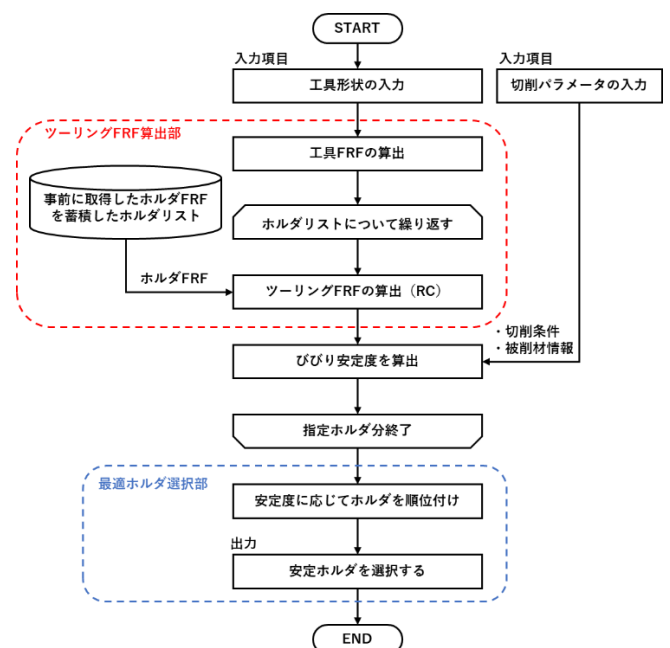 START
入力項目
入力項目
工具形状の入力
切削パラメータの入力
ツーリングFRF算出部
工具FRFの算出
事前に取得したホルダFRF
を蓄積したホルダリスト
ホルダリストについて繰り返す
ホルダFRF
ツーリングFRFの算出（RC）
・切削条件
・被削材情報
びびり安定度を算出
指定ホルダ分終了
最適ホルダ選択部
安定度に応じてホルダを順位付け
出力
安定ホルダを選択する
END